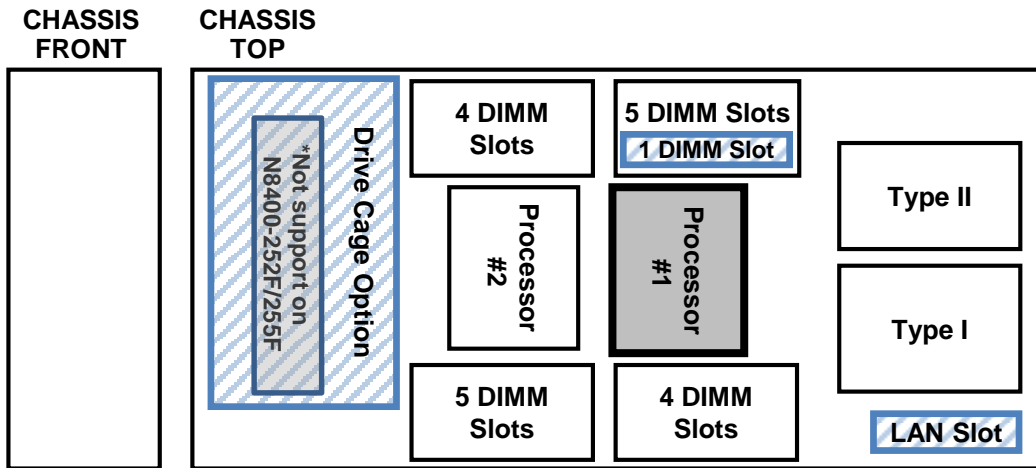 CHASSIS
FRONT
CHASSIS
TOP
Drive Cage Option
*Not support on
N8400-252F/255F
4 DIMM
Slots
5 DIMM Slots
1 DIMM Slot
Processor
#2
Processor
#1
Type II
Type I
5 DIMM
Slots
4 DIMM
Slots
LAN Slot